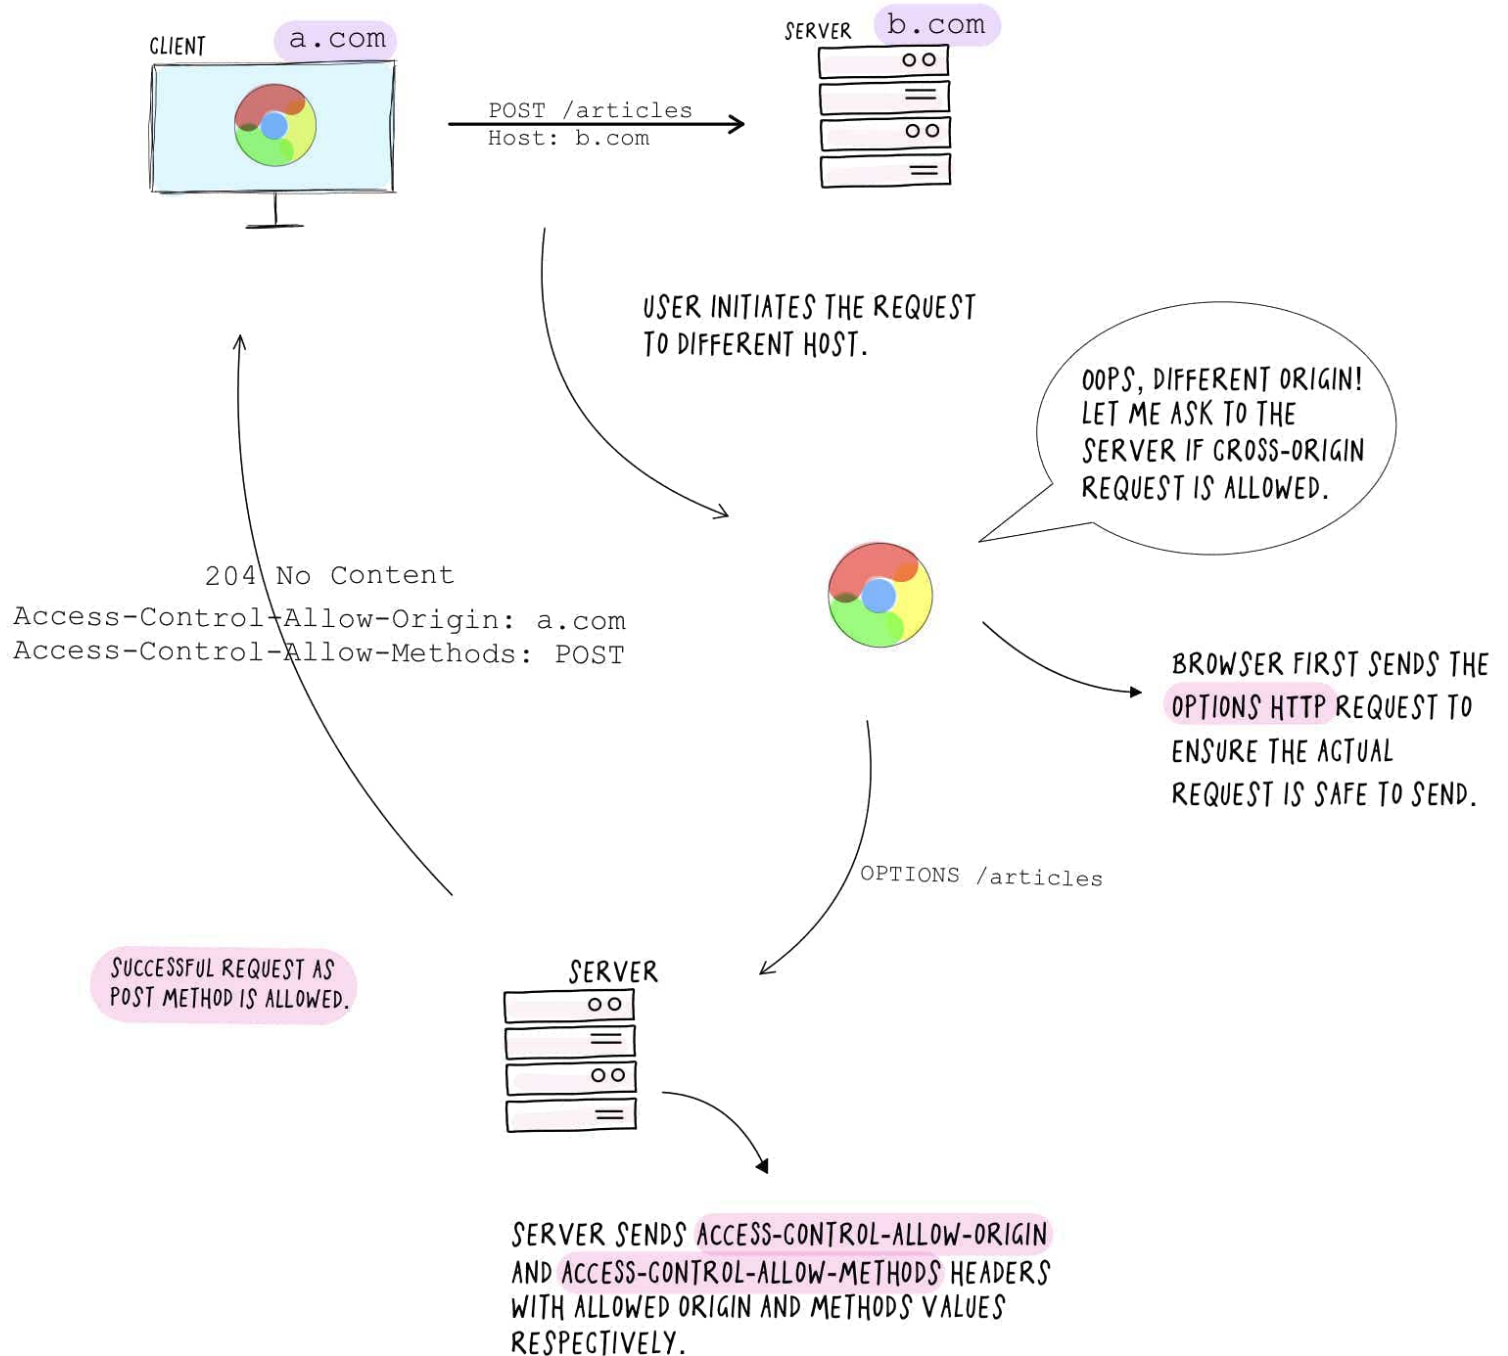 CLIENT
a.com
SERVER
b.com
POST /articles
Host: b.com
USER INITIATES THE REQUEST
TO DIFFERENT HOST.
OOPS, DIFFERENT ORIGIN!
LET ME ASK TO THE
SERVER IF CROSS-ORIGIN
REQUEST IS ALLOWED.
204 No Content
Access-Control-Allow-Origin: a.com
Access-Control-Allow-Methods: POST
BROWSER FIRST SENDS THE
OPTIONS HTTP REQUEST TO
ENSURE THE ACTUAL
REQUEST IS SAFE TO SEND.
OPTIONS /articles
SUCCESSFUL REQUEST AS
POST METHOD IS ALLOWED.
SERVER
SERVER SENDS ACCESS-CONTROL-ALLOW-ORIGIN
AND ACCESS-CONTROL-ALLOW-METHODS HEADERS
WITH ALLOWED ORIGIN AND METHODS VALUES
RESPECTIVELY.